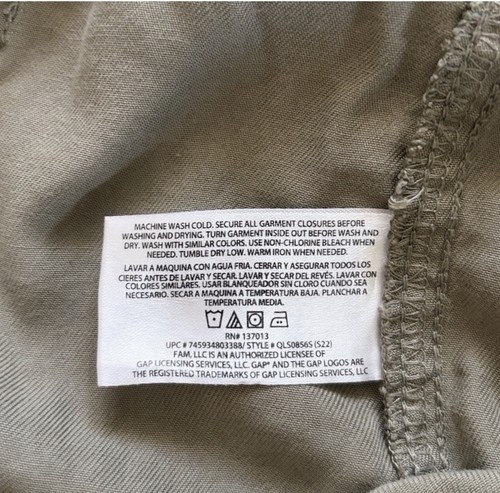 MACHINE WASH COLD. SECURE ALL GARMENT CLOSURES BEFORE
WASHING AND DRYING. TURN GARMENT INSIDE OUT BEFORE WASH AND
DRY. WASH WITH SIMILAR COLORS. USE NON-CHLORINE BLEACH WHEN
NEEDED. TUMBLE DRY LOW. WARM IRON WHEN NEEDED.
LAVAR A MAQUINA CON AGUA FRIA. CERRAR Y ASEGURAR TODOS LOS
CIERES ANTES DE LAVAR Y SECAR. LAVAR Y SECAR DEL REVÉS. LAVAR CON
COLORES SIMILARES. USAR BLANQUEADOR SIN CLORO CUANDO SEA
NECESARIO. SECAR A MAQUINA A TEMPERATURA BAJA. PLANCHAR A
TEMPERATURA MEDIA.
RN# 137013
UPC # 745934803388/ STYLE # QLS0856S (S22)
FAM, LLC IS AN AUTHORIZED LICENSEE OF
GAP LICENSING SERVICES, LLC. GAP® AND THE GAP LOGOS ARE
THE REGISTERED TRADEMARKS OF GAP LICENSING SERVICES, LLC